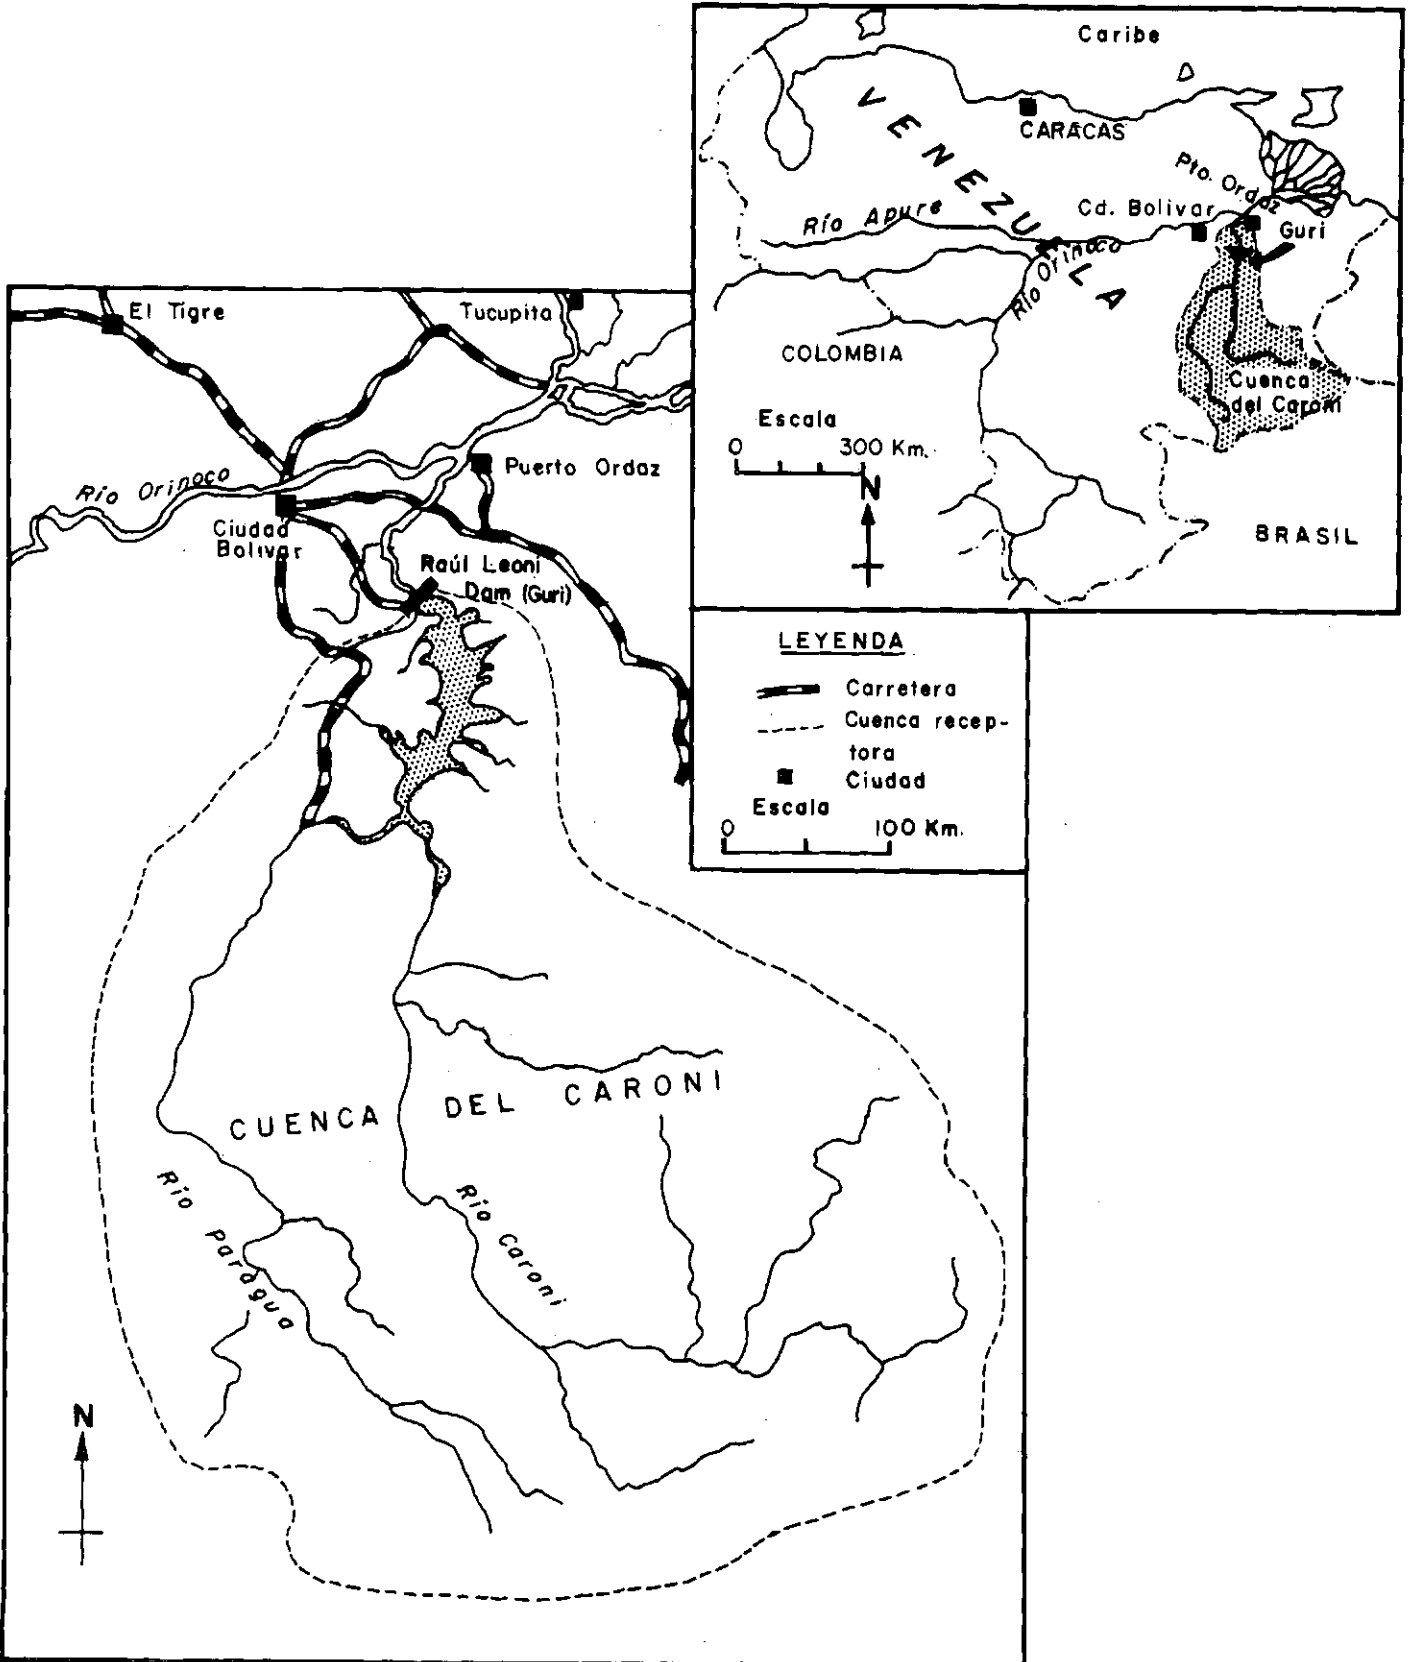 Caribe
VENEZUELA
CARACAS
Pto. Ordaz
Río Apure
Cd. Bolivar
Guri
Río Orinoco
COLOMBIA
Cuenca
del Caroni
Escala
0 300 Km.
N
BRASIL
El Tigre
Tucupita
Río Orinoco
Puerto Ordaz
Ciudad
Bolivar
Raúl Leoni
Dam (Guri)
LEYENDA
Carretera
Cuenca recep-
tora
Ciudad
Escala
0 100 Km.
CUENCA DEL CARONI
Río Paragua
Río Caroni
N